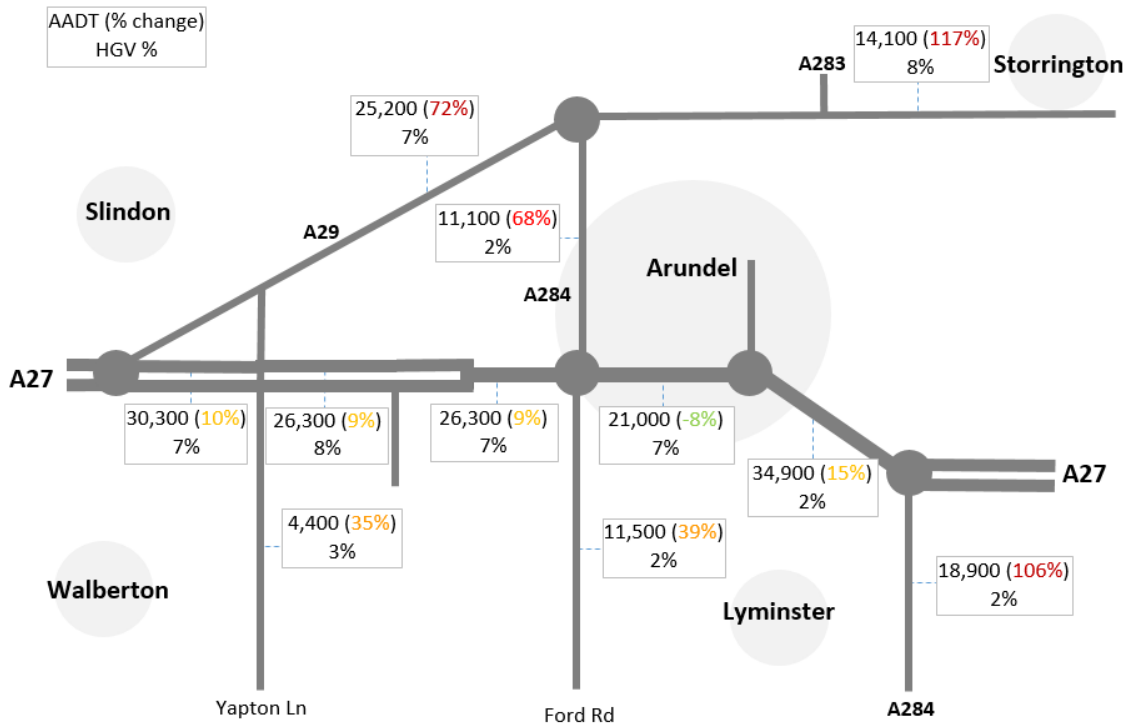 AADT (% change)
HGV %
14,100 (117%)
8%
A283
Storrington
25,200 (72%)
7%
Slindon
A29
11,100 (68%)
2%
Arundel
A284
A27
30,300 (10%)
7%
26,300 (9%)
8%
26,300 (9%)
7%
21,000 (-8%)
7%
34,900 (15%)
2%
A27
4,400 (35%)
3%
11,500 (39%)
2%
18,900 (106%)
2%
Walberton
Lyminster
Yapton Ln
Ford Rd
A284